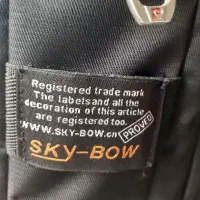 Registered trade mark
The labels and all the
decoration of this article
are registered too.
WWW.SKY-BOW.cn
PROVED
SKY-BOW